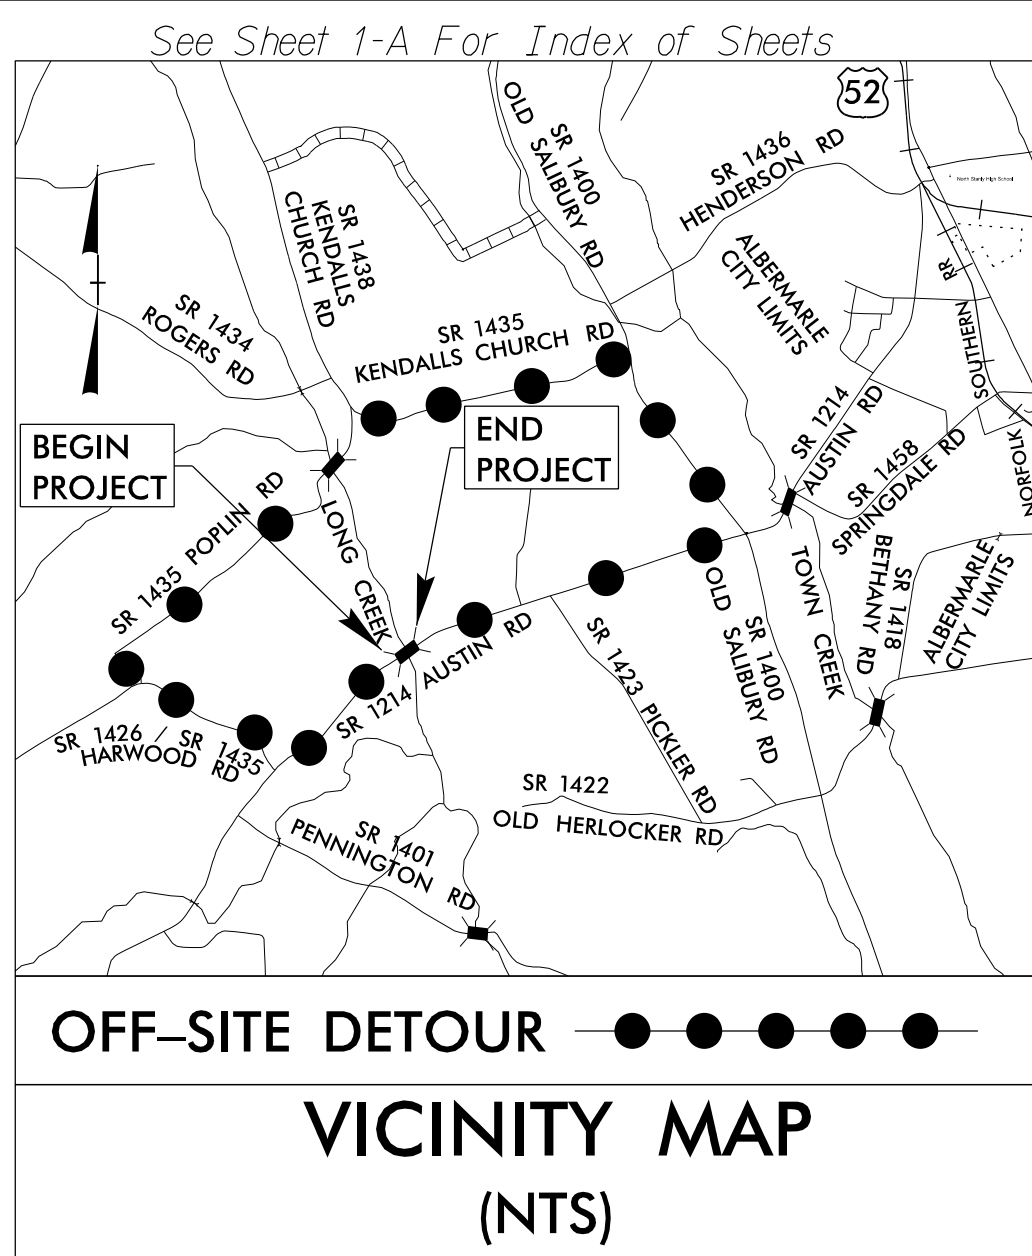 See Sheet 1-A For Index of Sheets
52
OLD SALIBURY RD
SR 1400
SR 1436
HENDERSON RD
North Stanly High School
SR 1438
KENDALLS
CHURCH RD
ALBERMARLE
CITY LIMITS
SOUTHERN RR
SR 1434
ROGERS RD
SR 1435
KENDALLS CHURCH RD
SR 1214
AUSTIN RD
SR 1458
SPRINGDALE RD
NORFOLK
BEGIN
PROJECT
END
PROJECT
SR 1435 POPLIN RD
LONG CREEK
SR 1418
BETHANY RD
ALBERMARLE
CITY LIMITS
TOWN CREEK
SR 1400
OLD SALIBURY RD
SR 1214 AUSTIN RD
SR 1423 PICKLER RD
SR 1426 / SR 1435
HARWOOD RD
SR 1422
OLD HERLOCKER RD
SR 1401
PENNINGTON RD
OFF-SITE DETOUR
VICINITY MAP
(NTS)